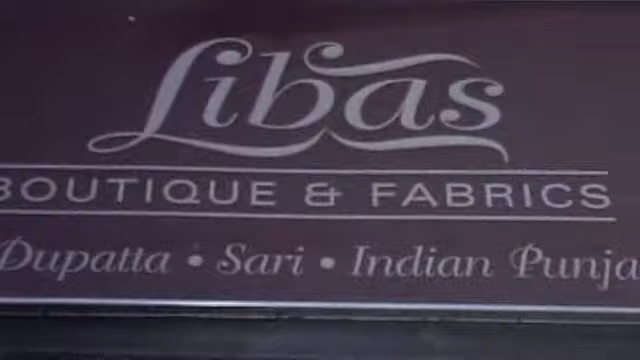 Libas
BOUTIQUE & FABRICS
Dupatta • Sari • Indian Punja